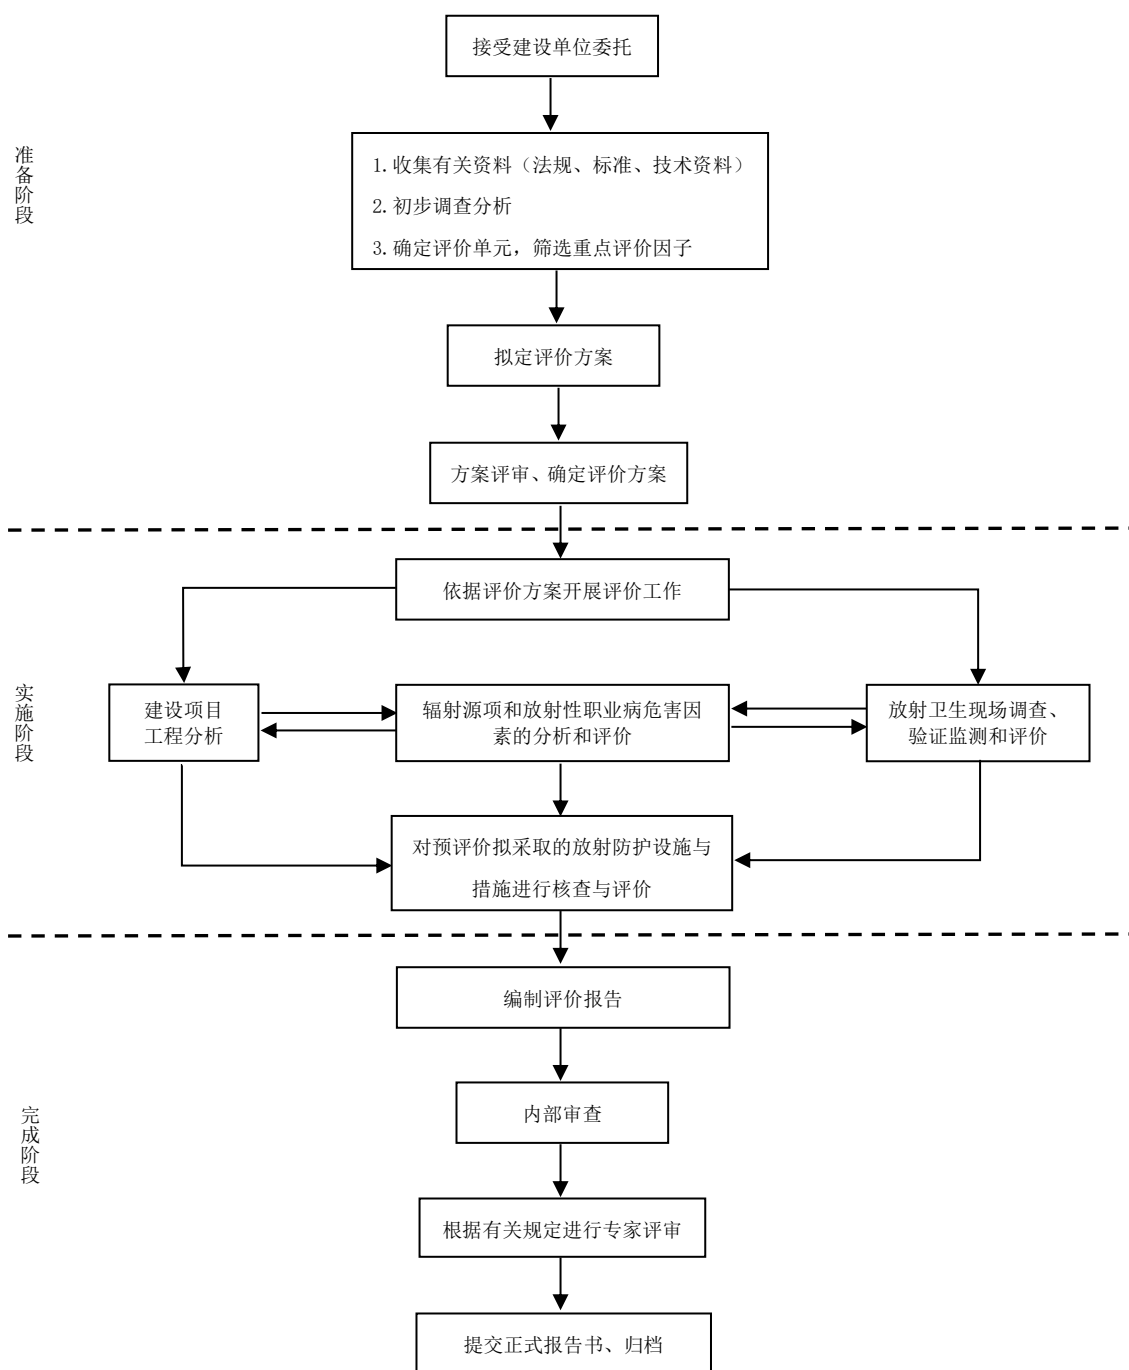 接受建设单位委托
准备阶段
1.收集有关资料（法规、标准、技术资料）
2.初步调查分析
3.确定评价单元，筛选重点评价因子
拟定评价方案
方案评审、确定评价方案
依据评价方案开展评价工作
实施阶段
建设项目
工程分析
辐射源项和放射性职业病危害因
素的分析和评价
放射卫生现场调查、
验证监测和评价
对预评价拟采取的放射防护设施与
措施进行核查与评价
编制评价报告
完成阶段
内部审查
根据有关规定进行专家评审
提交正式报告书、归档